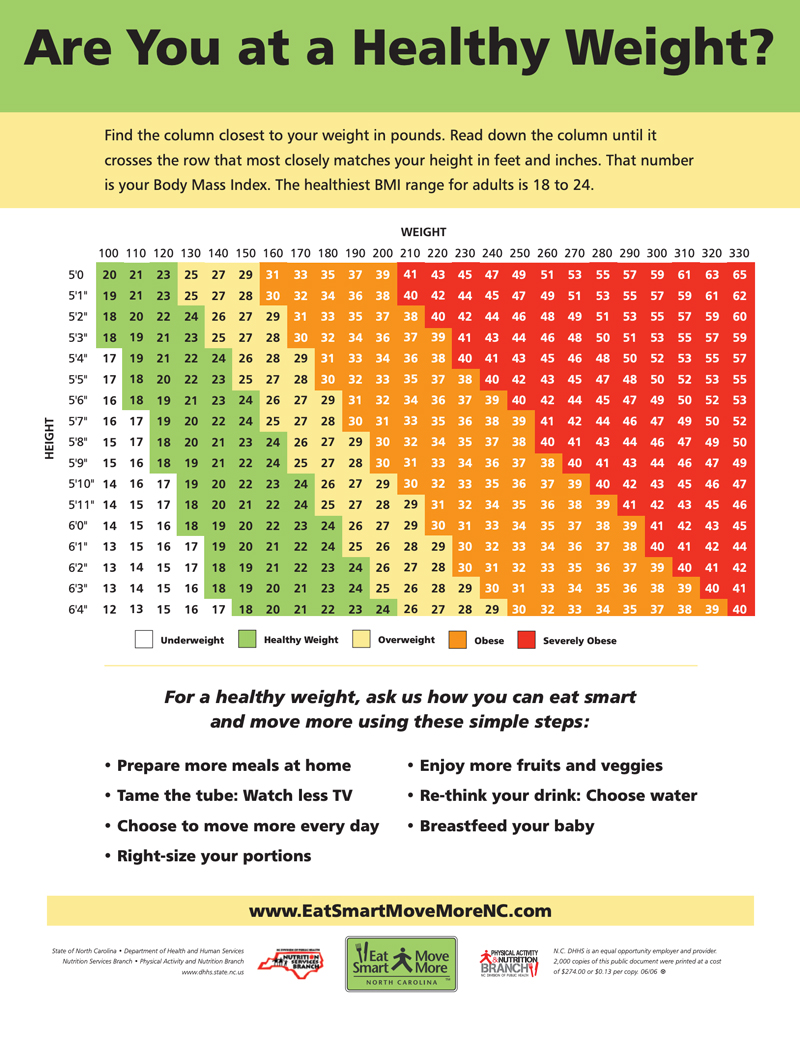 Are You at a Healthy Weight?
Find the column closest to your weight in pounds. Read down the column until it
crosses the row that most closely matches your height in feet and inches. That number
is your Body Mass Index. The healthiest BMI range for adults is 18 to 24.
WEIGHT
100 110 120 130 140 150 160 170 180 190 200 210 220 230 240 250 260 270 280 290 300 310 320 330
HEIGHT
5'0 20 21 23 25 27 29 31 33 35 37 39 41 43 45 47 49 51 53 55 57 59 61 63 65
5'1" 19 21 23 25 27 28 30 32 34 36 38 40 42 44 45 47 49 51 53 55 57 59 61 62
5'2" 18 20 22 24 26 27 29 31 33 35 37 38 40 42 44 46 48 49 51 53 55 57 59 60
5'3" 18 19 21 23 25 27 28 30 32 34 36 37 39 41 43 44 46 48 50 51 53 55 57 59
5'4" 17 19 21 22 24 26 28 29 31 33 34 36 38 40 41 43 45 46 48 50 52 53 55 57
5'5" 17 18 20 22 23 25 27 28 30 32 33 35 37 38 40 42 43 45 47 48 50 52 53 55
5'6" 16 18 19 21 23 24 26 27 29 31 32 34 36 37 39 40 42 44 45 47 49 50 52 53
5'7" 16 17 19 20 22 24 25 27 28 30 31 33 35 36 38 39 41 42 44 46 47 49 50 52
5'8" 15 17 18 20 21 23 24 26 27 29 30 32 34 35 37 38 40 41 43 44 46 47 49 50
5'9" 15 16 18 19 21 22 24 25 27 28 30 31 33 34 36 37 38 40 41 43 44 46 47 49
5'10" 14 16 17 19 20 22 23 24 26 27 29 30 32 33 35 36 37 39 40 42 43 45 46 47
5'11" 14 15 17 18 20 21 22 24 25 27 28 29 31 32 34 35 36 38 39 41 42 43 45 46
6'0" 14 15 16 18 19 20 22 23 24 26 27 29 30 31 33 34 35 37 38 39 41 42 43 45
6'1" 13 15 16 17 19 20 21 22 24 25 26 28 29 30 32 33 34 36 37 38 40 41 42 44
6'2" 13 14 15 17 18 19 21 22 23 24 26 27 28 30 31 32 33 35 36 37 39 40 41 42
6'3" 13 14 15 16 18 19 20 21 23 24 25 26 28 29 30 31 33 34 35 36 38 39 40 41
6'4" 12 13 15 16 17 18 20 21 22 23 24 26 27 28 29 30 32 33 34 35 37 38 39 40
Underweight Healthy Weight Overweight Obese Severely Obese
For a healthy weight, ask us how you can eat smart
and move more using these simple steps:
• Prepare more meals at home
• Tame the tube: Watch less TV
• Choose to move more every day
• Right-size your portions
• Enjoy more fruits and veggies
• Re-think your drink: Choose water
• Breastfeed your baby
www.EatSmartMoveMoreNC.com
State of North Carolina • Department of Health and Human Services
Nutrition Services Branch • Physical Activity and Nutrition Branch
www.dhhs.state.nc.us
NUTRITION
SERVICES
BRANCH
Eat Move
Smart More
NORTH CAROLINA
PHYSICAL ACTIVITY
&NUTRITION
BRANCH
NC DIVISION OF PUBLIC HEALTH
N.C. DHHS is an equal opportunity employer and provider.
2,000 copies of this public document were printed at a cost
of $274.00 or $0.13 per copy. 06/06